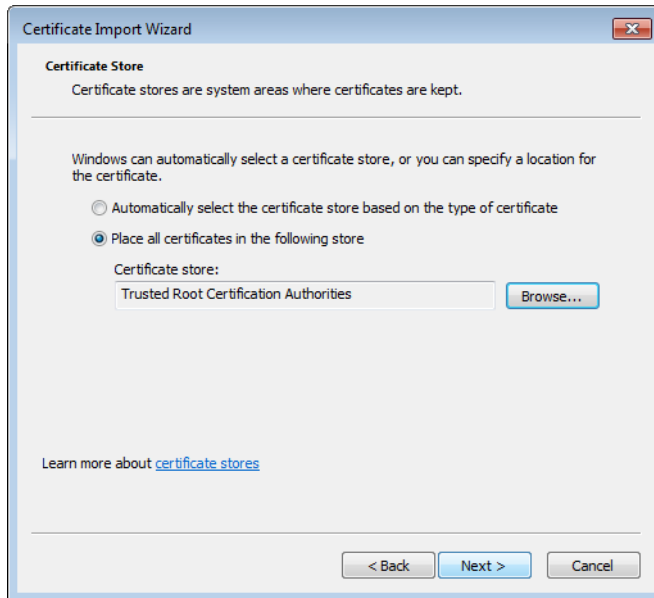 Certificate Import Wizard
Certificate Store
Certificate stores are system areas where certificates are kept.
Windows can automatically select a certificate store, or you can specify a location for
the certificate.
Automatically select the certificate store based on the type of certificate
Place all certificates in the following store
Certificate store:
Trusted Root Certification Authorities
Browse...
Learn more about certificate stores
< Back
Next >
Cancel